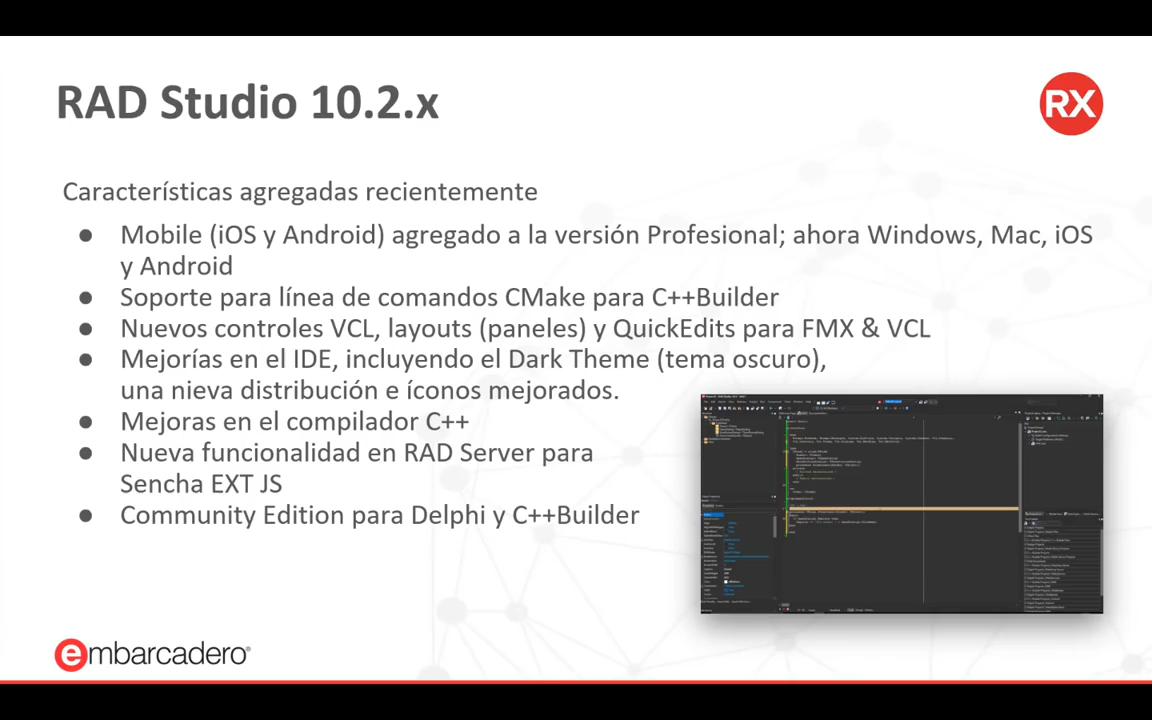 RAD Studio 10.2.x
RX
Características agregadas recientemente
● Mobile (iOS y Android) agregado a la versión Profesional; ahora Windows, Mac, iOS
y Android
● Soporte para línea de comandos CMake para C++Builder
● Nuevos controles VCL, layouts (paneles) y QuickEdits para FMX & VCL
● Mejorías en el IDE, incluyendo el Dark Theme (tema oscuro),
una nieva distribución e íconos mejorados.
● Mejoras en el compilador C++
● Nueva funcionalidad en RAD Server para
Sencha EXT JS
● Community Edition para Delphi y C++Builder
embarcadero®